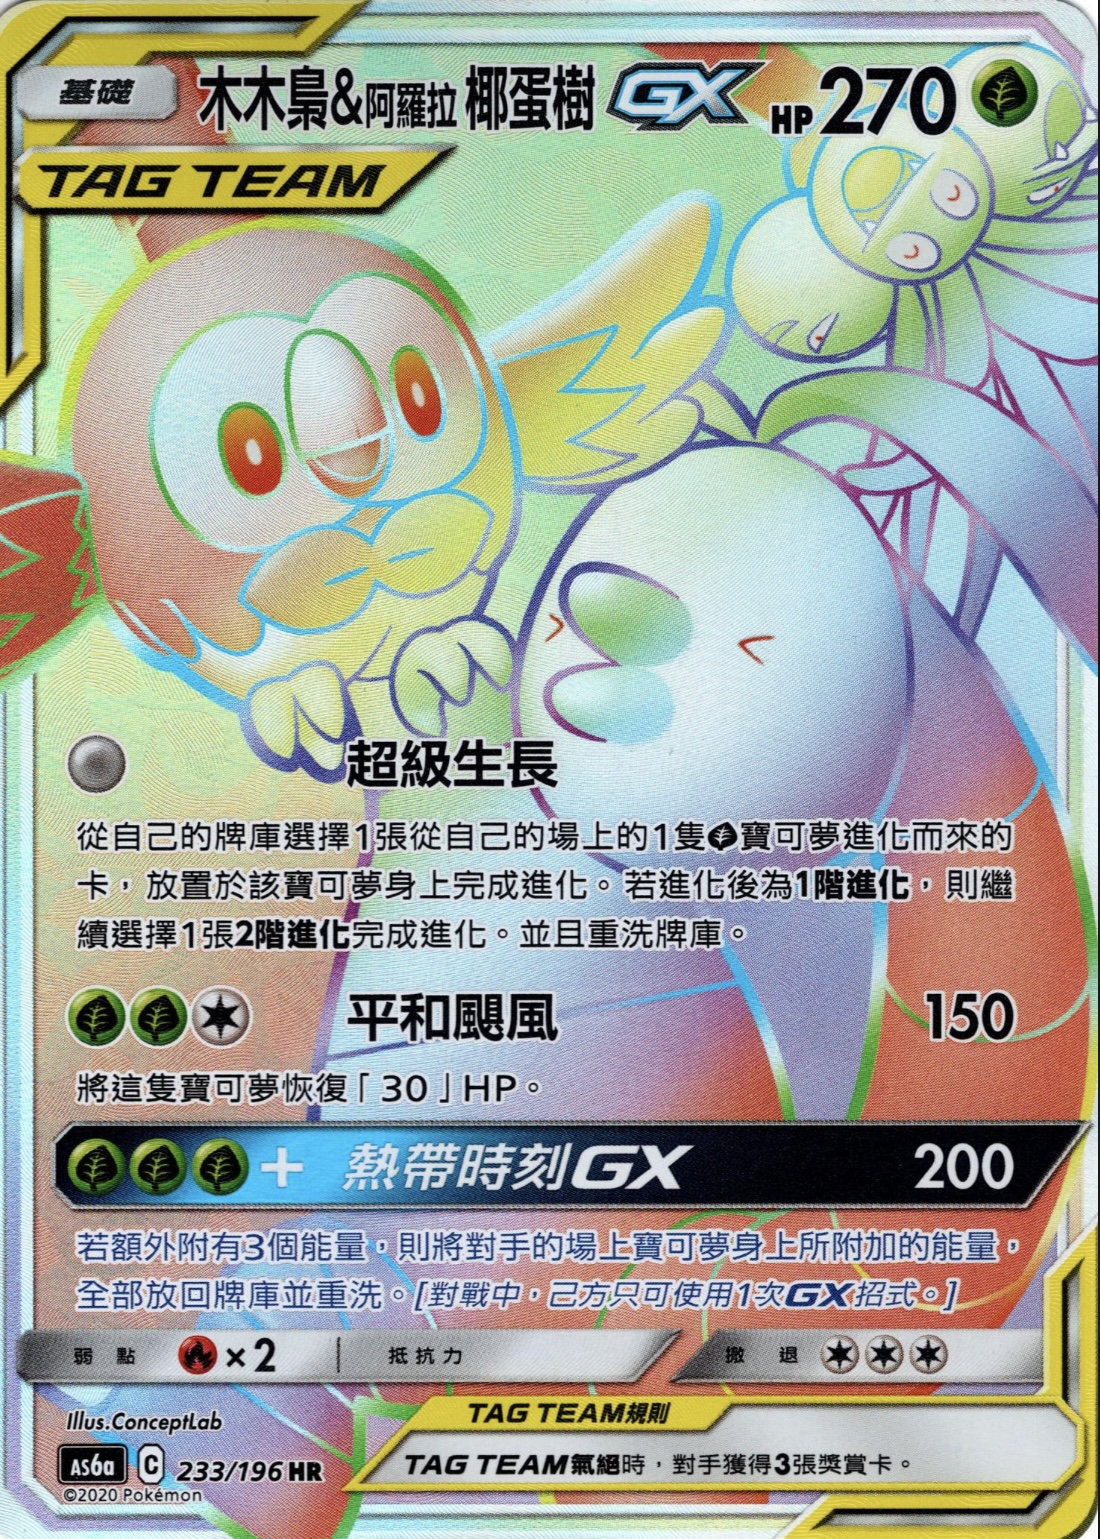 基礎 木木梟&阿羅拉 椰蛋樹 GX HP 270
TAG TEAM
超級生長
從自己的牌庫選擇1張從自己的場上的1隻寶可夢進化而來的
卡,放置於該寶可夢身上完成進化。若進化後為1階進化,則繼
續選擇1張2階進化完成進化。並且重洗牌庫。
平和颶風 150
將這隻寶可夢恢復「30」HP。
+ 熱帶時刻GX 200
若額外附有3個能量,則將對手的場上寶可夢身上所附加的能量,
全部放回牌庫並重洗。[對戰中,己方只可使用1次GX招式。]
弱點 ×2 抵抗力 撤退
Illus.ConceptLab
TAG TEAM規則
AS6a C 233/196 HR
TAG TEAM氣絕時,對手獲得3張獎賞卡。
©2020 Pokémon